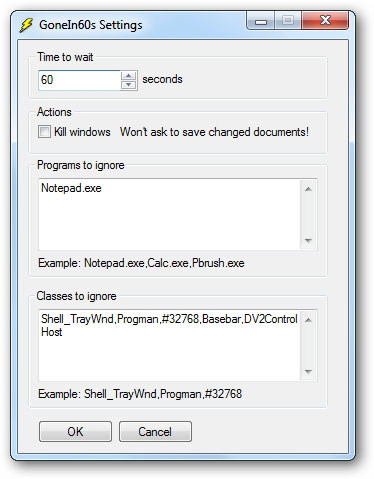 GoneIn60s Settings
Time to wait
60 seconds
Actions
Kill windows Won't ask to save changed documents!
Programs to ignore
Notepad.exe
Example: Notepad.exe,Calc.exe,Pbrush.exe
Classes to ignore
Shell_TrayWnd,Progman,#32768,Basebar,DV2Control
Host
Example: Shell_TrayWnd,Progman,#32768
OK Cancel